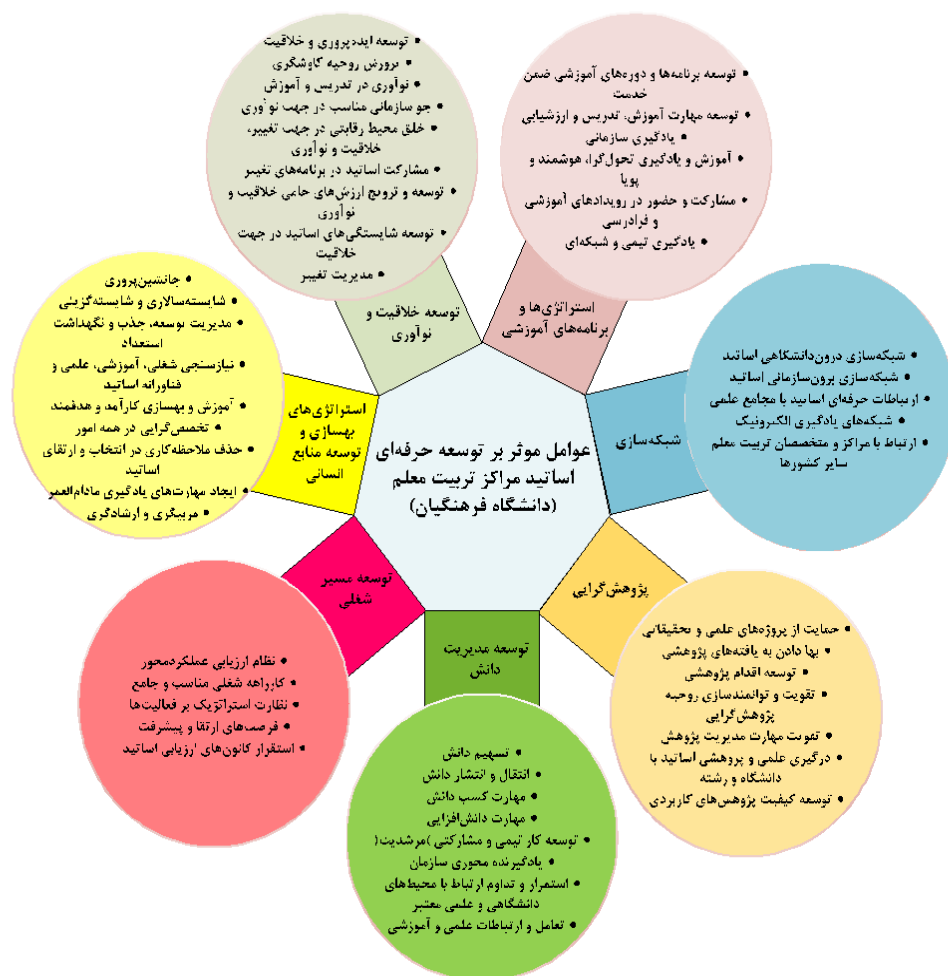 عوامل موثر بر توسعه حرفه‌ای
اساتید مراکز تربیت معلم
(دانشگاه فرهنگیان)
استراتژی‌ها و
برنامه‌های آموزشی
• توسعه برنامه‌ها و دوره‌های آموزشی ضمن
خدمت
• توسعه مهارت آموزش، تدریس و ارزشیابی
• یادگیری سازمانی
• آموزش و یادگیری تحول‌گرا، هوشمند و
پویا
• مشارکت و حضور در رویدادهای آموزشی
و فرادرسی
• یادگیری تیمی و شبکه‌ای
شبکه‌سازی
• شبکه‌سازی درون‌دانشگاهی اساتید
• شبکه‌سازی برون‌سازمانی اساتید
• ارتباطات حرفه‌ای اساتید با مجامع علمی
• شبکه‌های یادگیری الکترونیک
• ارتباط با مراکز و متخصصان تربیت معلم
سایر کشورها
پژوهش‌گرایی
• حمایت از پروژه‌های علمی و تحقیقاتی
• بها دادن به یافته‌های پژوهشی
• توسعه اقدام پژوهشی
• تقویت و توانمندسازی روحیه
پژوهش‌گرایی
• تقویت مهارت مدیریت پژوهش
• درگیری علمی و پژوهشی اساتید با
دانشگاه و رشته
• توسعه کیفیت پژوهش‌های کاربردی
توسعه مدیریت
دانش
• تسهیم دانش
• انتقال و انتشار دانش
• مهارت کسب دانش
• مهارت دانش‌افزایی
• توسعه کار تیمی و مشارکتی )مرشدیت(
• یادگیرنده محوری سازمان
• استمرار و تداوم ارتباط با محیط‌های
دانشگاهی و علمی معتبر
• تعامل و ارتباطات علمی و آموزشی
توسعه مسیر
شغلی
• نظام ارزیابی عملکردمحور
• کارراهه شغلی مناسب و جامع
• نظارت استراتژیک بر فعالیت‌ها
• فرصت‌های ارتقا و پیشرفت
• استقرار کانون‌های ارزیابی اساتید
استراتژی‌های
بهسازی و
توسعه منابع
انسانی
• جانشین‌پروری
• شایسته‌سالاری و شایسته‌گزینی
• مدیریت توسعه، جذب و نگهداشت
استعداد
• نیازسنجی شغلی، آموزشی، علمی و
فناورانه اساتید
• آموزش و بهسازی کارآمد و هدفمند
• تخصص‌گرایی در همه امور
• حذف ملاحظه‌کاری در انتخاب و ارتقای
اساتید
• ایجاد مهارت‌های یادگیری مادام‌العمر
• مربیگری و ارشادگری
توسعه خلاقیت و
نوآوری
• توسعه ایده‌پروری و خلاقیت
• پرورش روحیه کاوشگری
• نوآوری در تدریس و آموزش
• جو سازمانی مناسب در جهت نوآوری
• خلق محیط رقابتی در جهت تغییر،
خلاقیت و نوآوری
• مشارکت اساتید در برنامه‌های تغییر
• توسعه و ترویج ارزش‌های حامی خلاقیت و
نوآوری
• توسعه شایستگی‌های اساتید در جهت
خلاقیت
• مدیریت تغییر